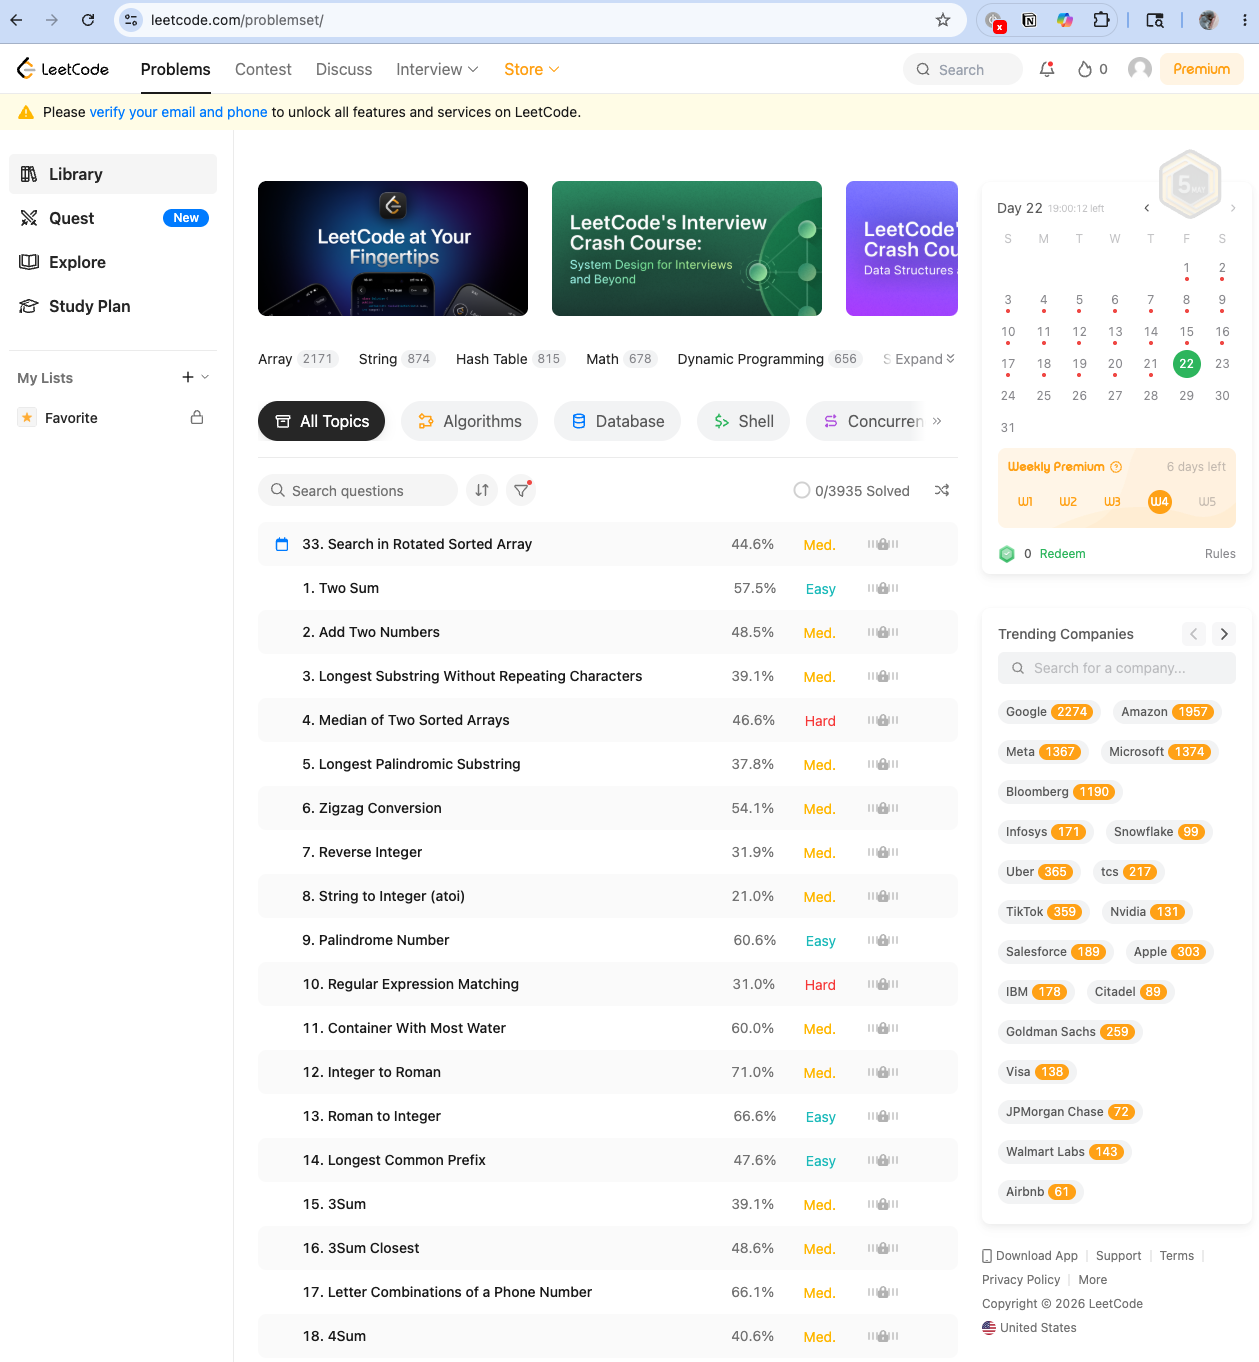 leetcode.com/problemset/
LeetCode
Problems
Contest
Discuss
Interview
Store
Search
0
Premium
Please verify your email and phone to unlock all features and services on LeetCode.
Library
Quest
New
Explore
Study Plan
My Lists
Favorite
LeetCode at Your
Fingertips
LeetCode's Interview
Crash Course:
System Design for Interviews
and Beyond
LeetCode'
Crash Cou
Data Structures
Array 2171
String 874
Hash Table 815
Math 678
Dynamic Programming 656
S
Expand
All Topics
Algorithms
Database
Shell
Concurren
Search questions
0/3935 Solved
33. Search in Rotated Sorted Array 44.6% Med.
1. Two Sum 57.5% Easy
2. Add Two Numbers 48.5% Med.
3. Longest Substring Without Repeating Characters 39.1% Med.
4. Median of Two Sorted Arrays 46.6% Hard
5. Longest Palindromic Substring 37.8% Med.
6. Zigzag Conversion 54.1% Med.
7. Reverse Integer 31.9% Med.
8. String to Integer (atoi) 21.0% Med.
9. Palindrome Number 60.6% Easy
10. Regular Expression Matching 31.0% Hard
11. Container With Most Water 60.0% Med.
12. Integer to Roman 71.0% Med.
13. Roman to Integer 66.6% Easy
14. Longest Common Prefix 47.6% Easy
15. 3Sum 39.1% Med.
16. 3Sum Closest 48.6% Med.
17. Letter Combinations of a Phone Number 66.1% Med.
18. 4Sum 40.6% Med.
Day 22 19:00:12 left
5
MAY
S M T W T F S
1 2
3 4 5 6 7 8 9
10 11 12 13 14 15 16
17 18 19 20 21 22 23
24 25 26 27 28 29 30
31
Weekly Premium
6 days left
W1 W2 W3 W4 W5
0 Redeem
Rules
Trending Companies
Search for a company...
Google 2274
Amazon 1957
Meta 1367
Microsoft 1374
Bloomberg 1190
Infosys 171
Snowflake 99
Uber 365
tcs 217
TikTok 359
Nvidia 131
Salesforce 189
Apple 303
IBM 178
Citadel 89
Goldman Sachs 259
Visa 138
JPMorgan Chase 72
Walmart Labs 143
Airbnb 61
Download App
Support
Terms
Privacy Policy
More
Copyright © 2026 LeetCode
United States